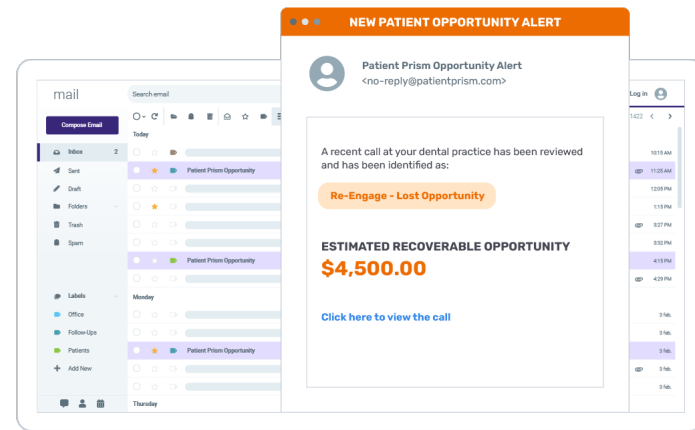 NEW PATIENT OPPORTUNITY ALERT
Patient Prism Opportunity Alert
<no-reply@patientprism.com>
A recent call at your dental practice has been reviewed
and has been identified as:
Re-Engage - Lost Opportunity
ESTIMATED RECOVERABLE OPPORTUNITY
$4,500.00
Click here to view the call
mail
Search email
Log in
Compose Email
1422
Today
Inbox 2
10:15 AM
Sent
Patient Prism Opportunity
11:25 AM
Draft
12:05 PM
Folders
1:15 PM
Trash
3:27 PM
Spam
3:32 PM
Patient Prism Opportunity
4:15 PM
4:29 PM
Labels
Monday
Office
3 Feb.
Follow-Ups
3 Feb.
Patients
Patient Prism Opportunity
3 Feb.
Add New
3 Feb.
3 Feb.
Thursday